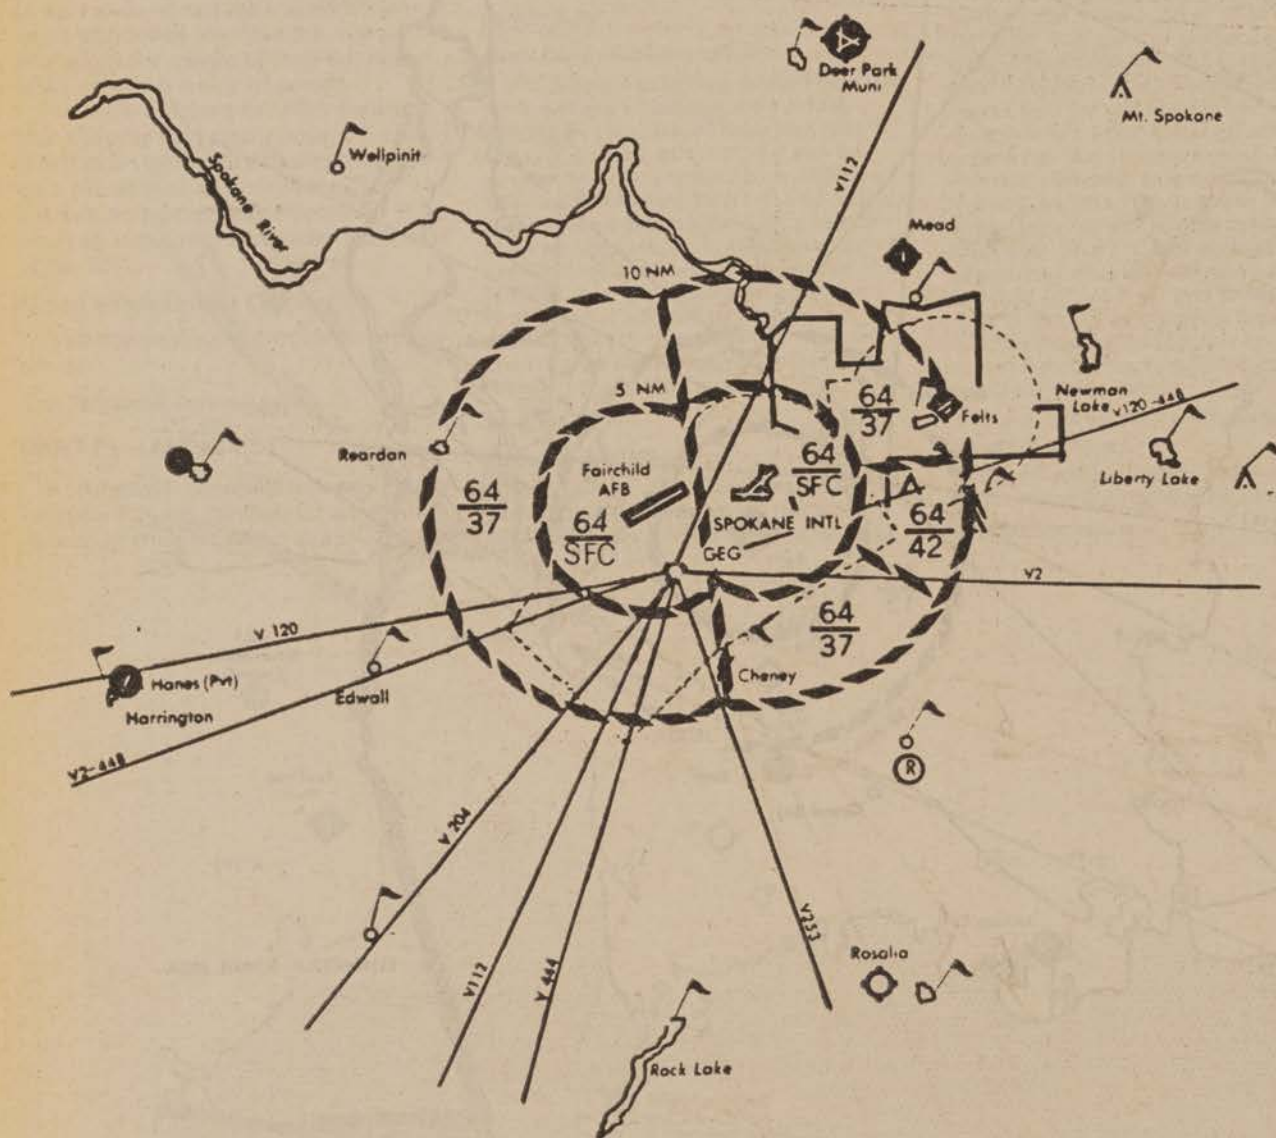 Deer Park
Muni
Mt. Spokane
Wellpinit
V112
Spokane River
Mead
10 NM
5 NM
Newman
Lake
V120-448
64
37
Felts
Reardan
Fairchild
AFB
64
SFC
Liberty Lake
64
37
64
SFC
SPOKANE INTL
64
42
GEG
V2
V 120
64
37
Cheney
Hanes (Pvt)
Edwall
Harrington
V2-448
R
V 204
V253
Rosalia
V112
V 444
Rock Lake